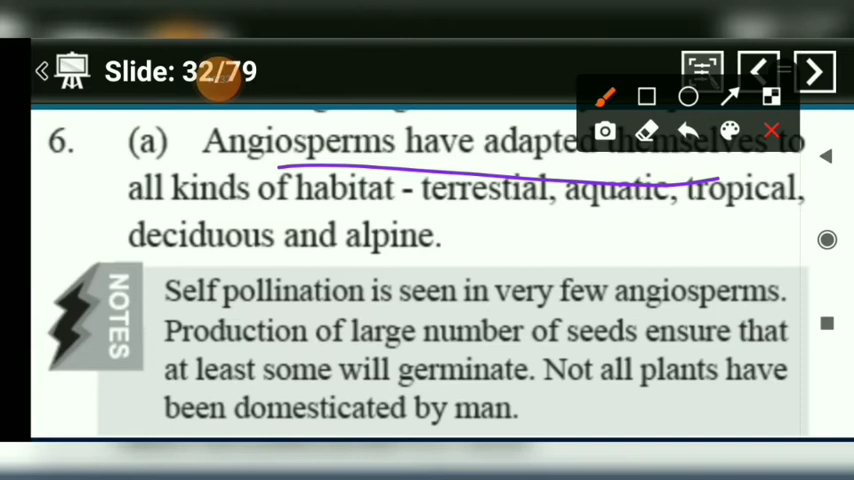 Slide: 32/79
6. (a) Angiosperms have adapted themselves to
all kinds of habitat - terrestial, aquatic, tropical,
deciduous and alpine.
NOTES
Self pollination is seen in very few angiosperms.
Production of large number of seeds ensure that
at least some will germinate. Not all plants have
been domesticated by man.